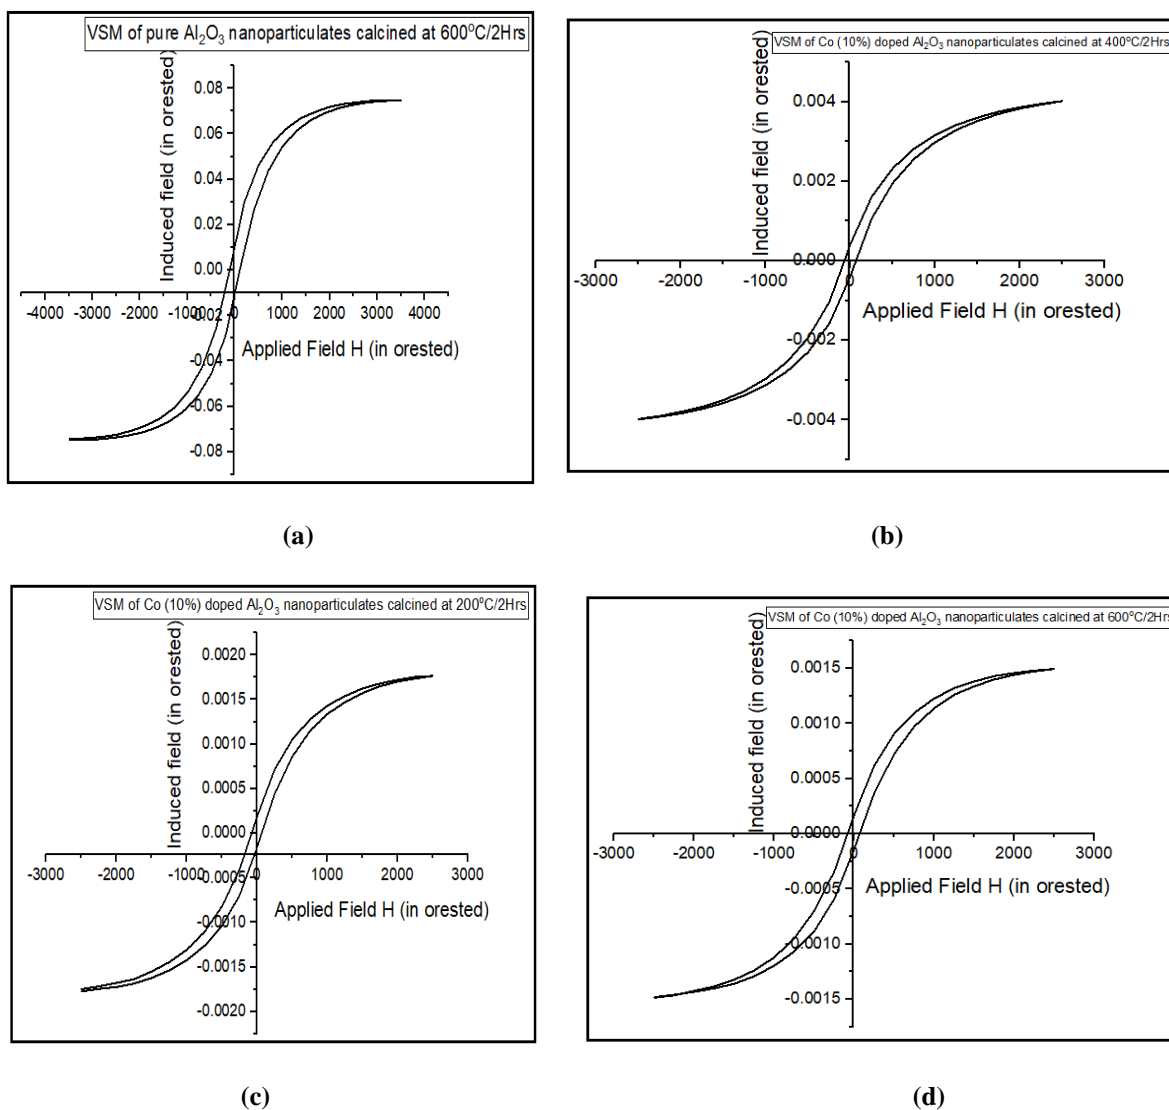 VSM of pure Al₂O₃ nanoparticulates calcined at 600°C/2Hrs
Induced field (in orested)
0.08
0.06
0.04
0.02
0.00
-0.02
-0.04
-0.06
-0.08
-4000 -3000 -2000 -1000 0 1000 2000 3000 4000
Applied Field H (in orested)
(a)
VSM of Co (10%) doped Al₂O₃ nanoparticulates calcined at 400°C/2Hrs
Induced field (in orested)
0.004
0.002
0.000
-0.002
-0.004
-3000 -2000 -1000 0 1000 2000 3000
Applied Field H (in orested)
(b)
VSM of Co (10%) doped Al₂O₃ nanoparticulates calcined at 200°C/2Hrs
Induced field (in orested)
0.0020
0.0015
0.0010
0.0005
0.0000
-0.0005
-0.0010
-0.0015
-0.0020
-3000 -2000 -1000 0 1000 2000 3000
Applied Field H (in orested)
(c)
VSM of Co (10%) doped Al₂O₃ nanoparticulates calcined at 600°C/2Hrs
Induced field (in orested)
0.0015
0.0010
0.0005
0.0000
-0.0005
-0.0010
-0.0015
-3000 -2000 -1000 0 1000 2000 3000
Applied Field H (in orested)
(d)